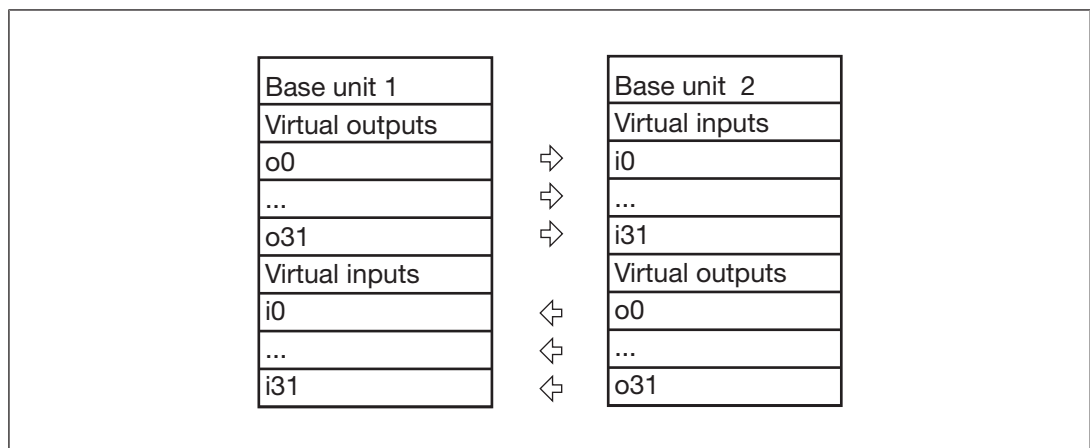 Base unit 1
Virtual outputs
o0
...
o31
Virtual inputs
i0
...
i31
Base unit 2
Virtual inputs
i0
...
i31
Virtual outputs
o0
...
o31